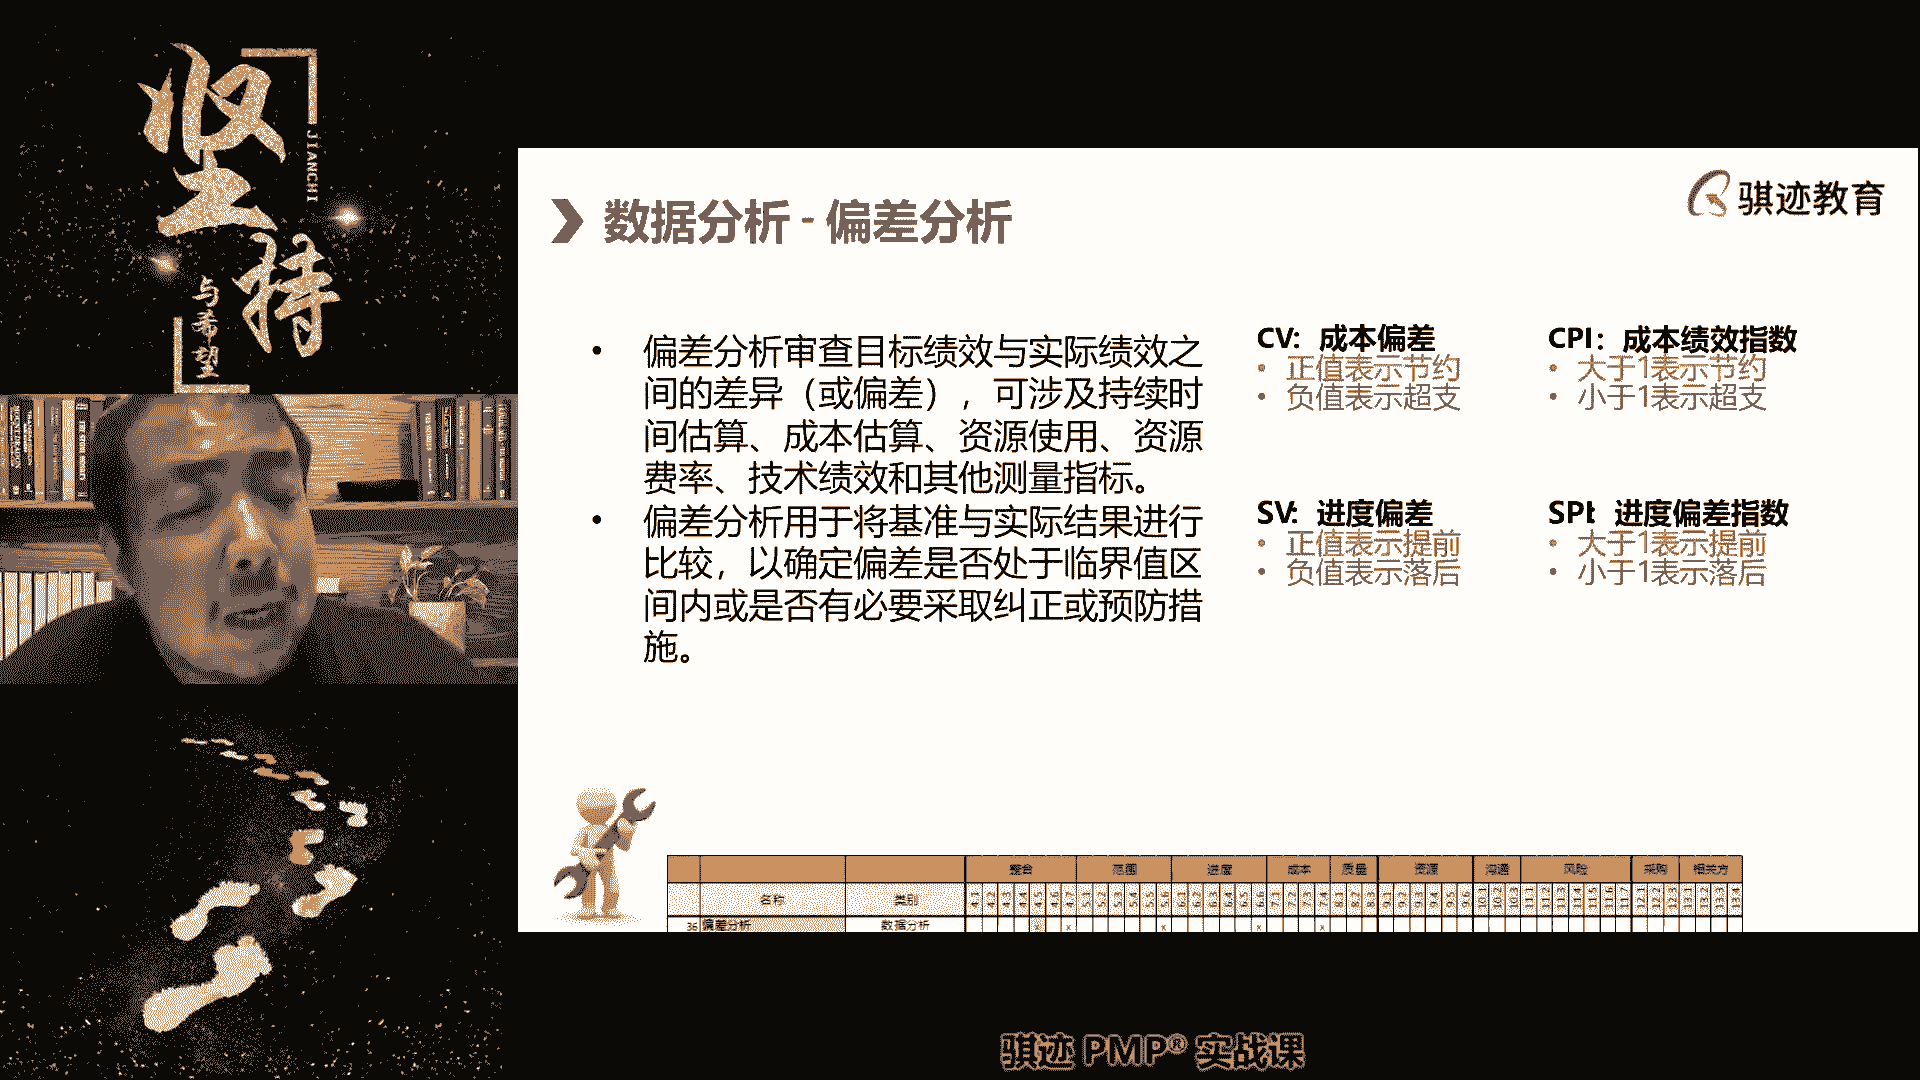 坚持
JIANCHI
与希望
骐迹教育
数据分析 - 偏差分析
• 偏差分析审查目标绩效与实际绩效之
间的差异（或偏差），可涉及持续时
间估算、成本估算、资源使用、资源
费率、技术绩效和其他测量指标。
• 偏差分析用于将基准与实际结果进行
比较，以确定偏差是否处于临界值区
间内或是否有必要采取纠正或预防措
施。
CV: 成本偏差
• 正值表示节约
• 负值表示超支
CPI：成本绩效指数
• 大于1表示节约
• 小于1表示超支
SV: 进度偏差
• 正值表示提前
• 负值表示落后
SPI: 进度偏差指数
• 大于1表示提前
• 小于1表示落后
整合 范围 进度 成本 质量 资源 沟通 风险 采购 相关方
名称 类别
36 偏差分析 数据分析 x x x x x
骐迹 PMP® 实战课